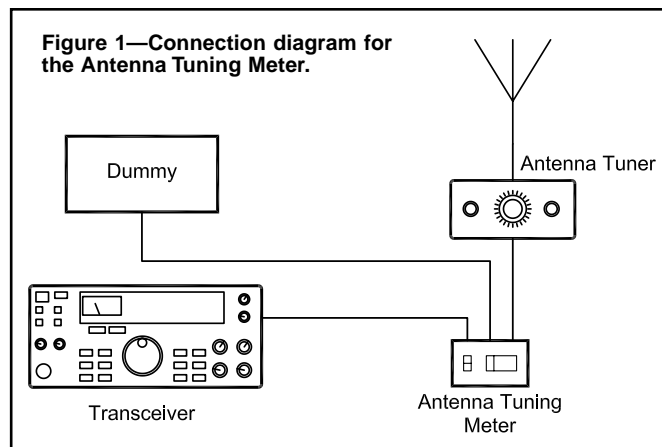 Figure 1—Connection diagram for
the Antenna Tuning Meter.
Dummy
Antenna Tuner
Transceiver
Antenna Tuning
Meter